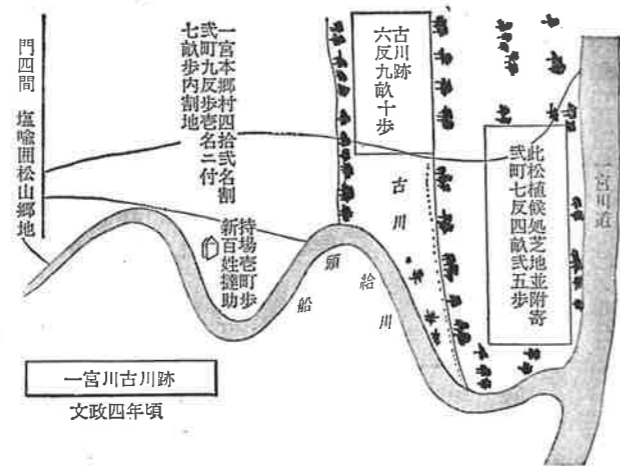 一宮川道
此松植候処芝地並附寄
弐町七反四畝弐五歩
古川跡
六反九畝十歩
古川
給川
頭
船
一宮本郷村四拾弐名割
弐町九反歩壱名ニ付
七畝歩内割地
持場壱町歩
新百姓撻助
門四間　塩喰囲松山郷地
一宮川古川跡
文政四年頃